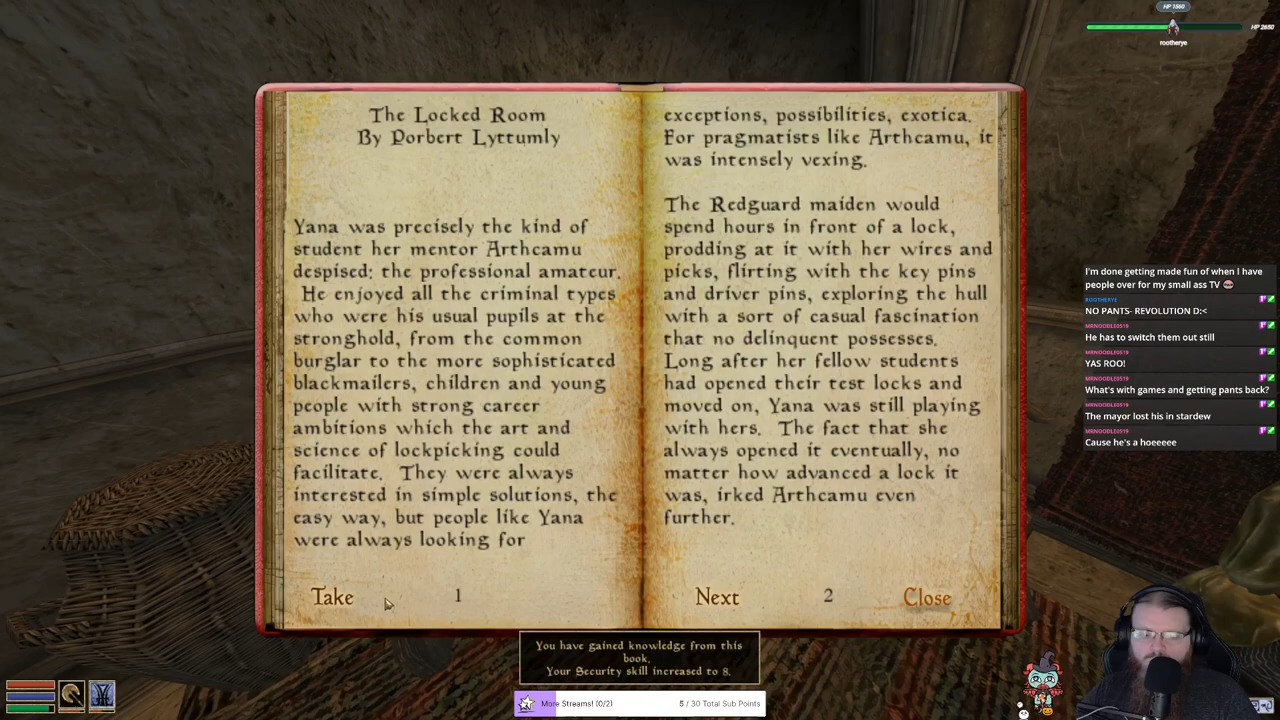 HP 1560
HP 2650
rootherye
The Locked Room
By Porbert Lyttumly
Yana was precisely the kind of
student her mentor Arthcamu
despised: the professional amateur.
He enjoyed all the criminal types
who were his usual pupils at the
stronghold, from the common
burglar to the more sophisticated
blackmailers, children and young
people with strong career
ambitions which the art and
science of lockpicking could
facilitate. They were always
interested in simple solutions, the
easy way, but people like Yana
were always looking for
exceptions, possibilities, exotica.
For pragmatists like Arthcamu, it
was intensely vexing.
The Redguard maiden would
spend hours in front of a lock,
prodding at it with her wires and
picks, flirting with the key pins
and driver pins, exploring the hull
with a sort of casual fascination
that no delinquent possesses.
Long after her fellow students
had opened their test locks and
moved on, Yana was still playing
with hers. The fact that she
always opened it eventually, no
matter how advanced a lock it
was, irked Arthcamu even
further.
Take
1
Next
2
Close
You have gained knowledge from this
book.
Your Security skill increased to 8.
More Streams! (0/2)
5 / 30 Total Sub Points
I'm done getting made fun of when I have
people over for my small ass TV
ROOTHERYE
NO PANTS- REVOLUTION D:<
MRNOODLE0519
He has to switch them out still
MRNOODLE0519
YAS ROO!
MRNOODLE0519
What's with games and getting pants back?
MRNOODLE0519
The mayor lost his in stardew
MRNOODLE0519
Cause he's a hoeeeee